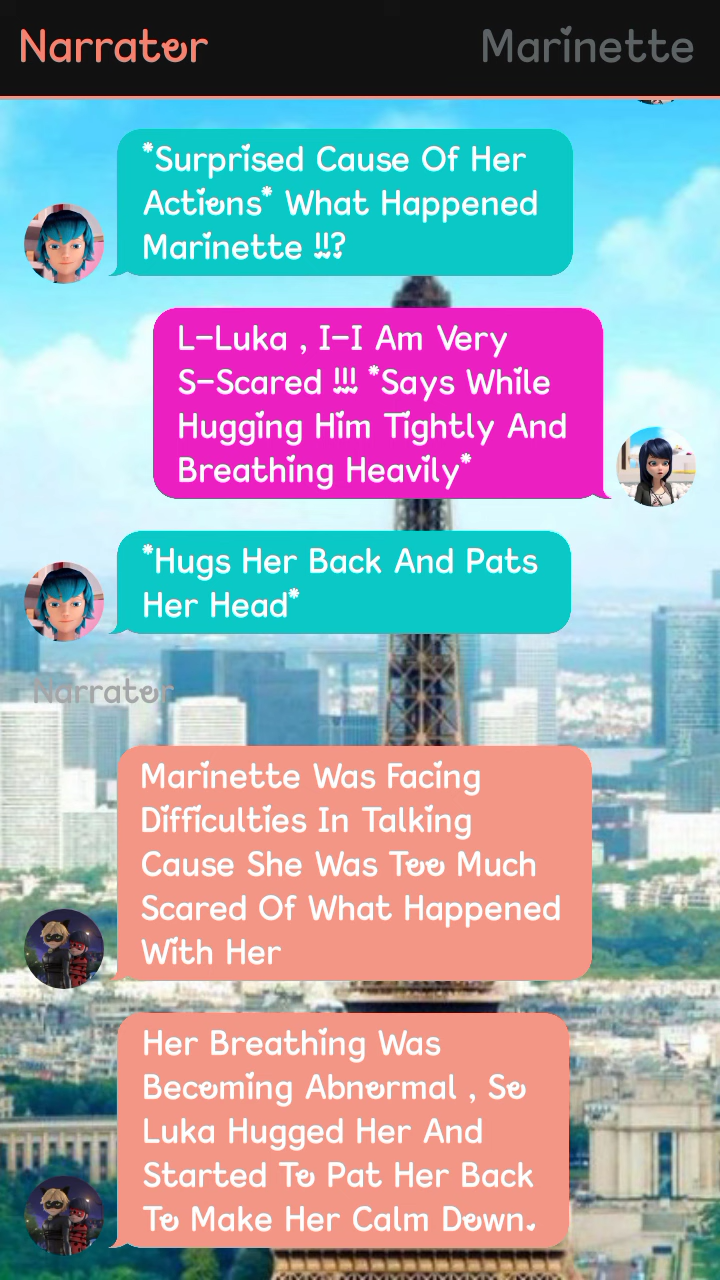 Narrator
Marinette
*Surprised Cause Of Her
Actions* What Happened
Marinette !!?
L-Luka , I-I Am Very
S-Scared !!! *Says While
Hugging Him Tightly And
Breathing Heavily*
*Hugs Her Back And Pats
Her Head*
Narrator
Marinette Was Facing
Difficulties In Talking
Cause She Was Too Much
Scared Of What Happened
With Her
Her Breathing Was
Becoming Abnormal , So
Luka Hugged Her And
Started To Pat Her Back
To Make Her Calm Down.